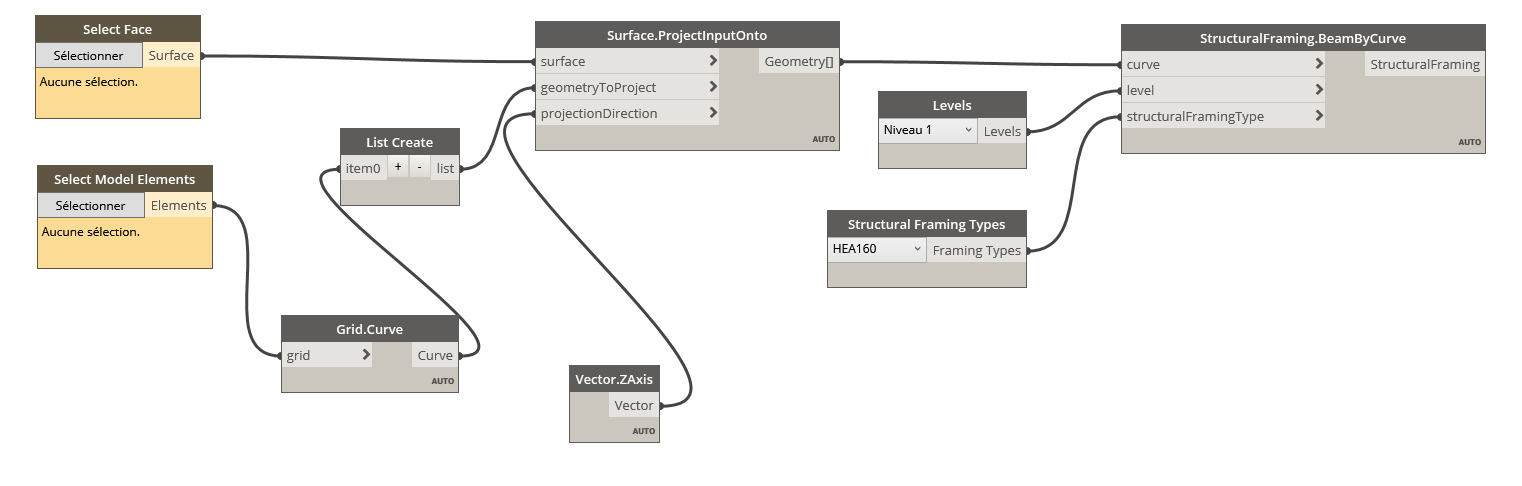 Select Face
Sélectionner Surface
Aucune sélection.
Select Model Elements
Sélectionner Elements
Aucune sélection.
List Create
item0 + - list
Grid.Curve
grid > Curve
AUTO
Surface.ProjectInputOnto
surface > Geometry[]
geometryToProject >
projectionDirection >
AUTO
Vector.ZAxis
Vector
AUTO
Levels
Niveau 1 Levels
Structural Framing Types
HEA160 Framing Types
StructuralFraming.BeamByCurve
curve > StructuralFraming
level >
structuralFramingType >
AUTO